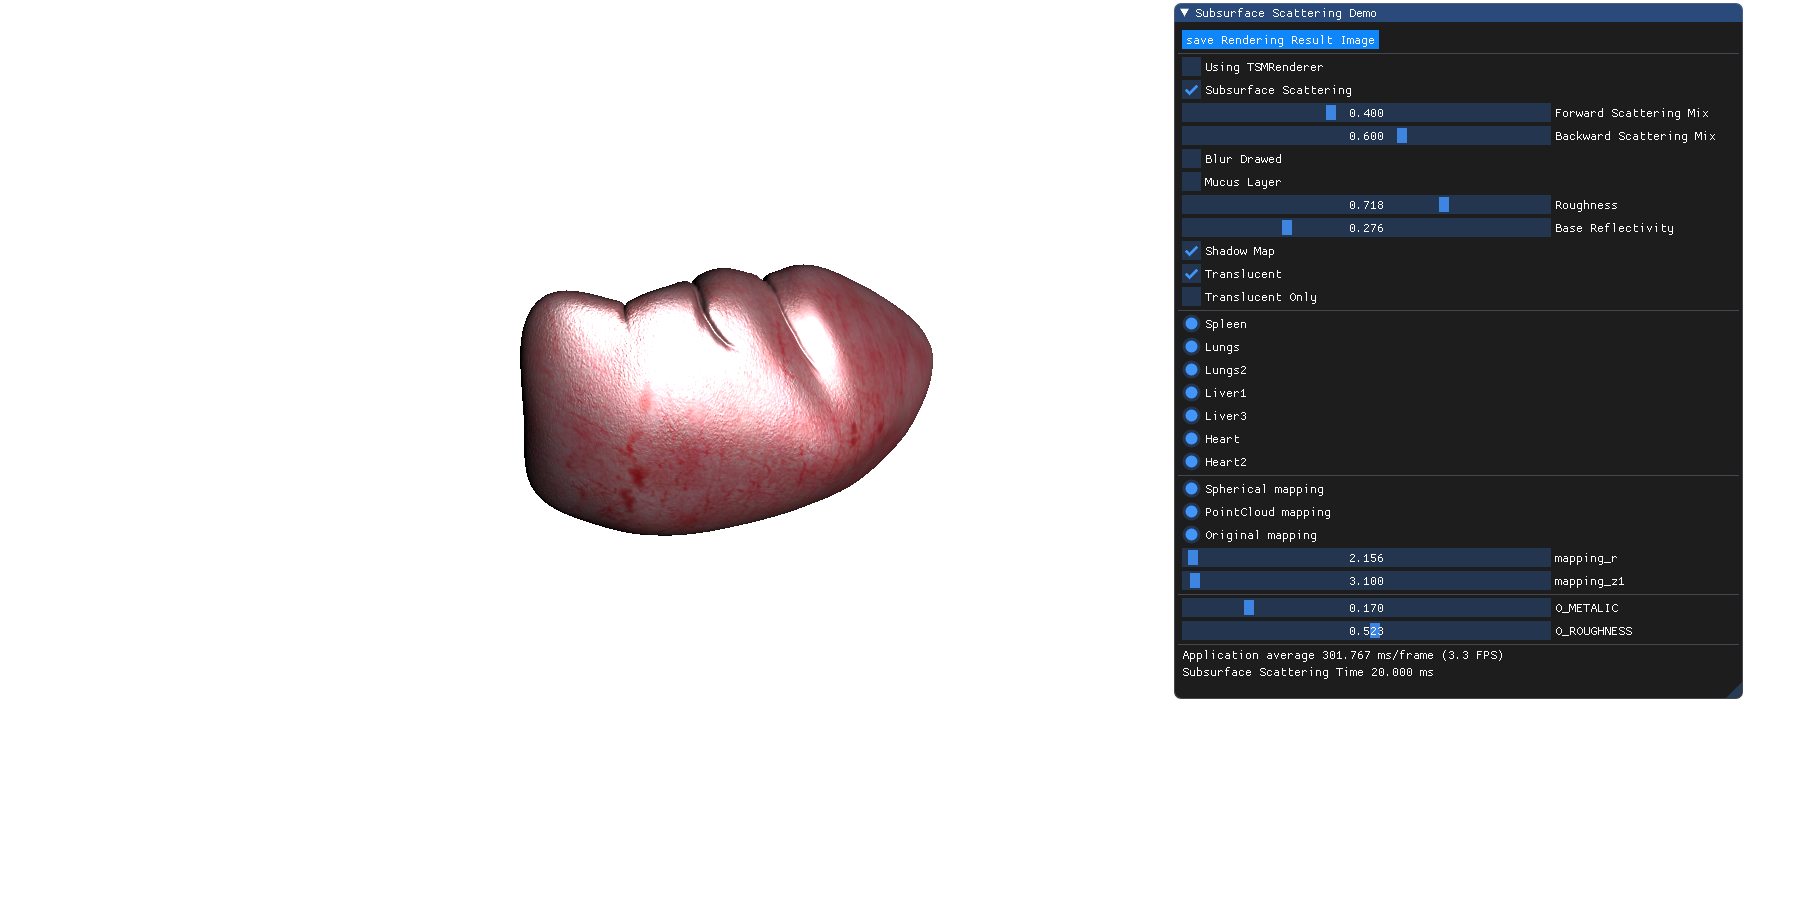 Subsurface Scattering Demo
save Rendering Result Image
Using TSMRenderer
Subsurface Scattering
0.400 Forward Scattering Mix
0.600 Backward Scattering Mix
Blur Drawed
Mucus Layer
0.718 Roughness
0.276 Base Reflectivity
Shadow Map
Translucent
Translucent Only
Spleen
Lungs
Lungs2
Liver1
Liver3
Heart
Heart2
Spherical mapping
PointCloud mapping
Original mapping
2.156 mapping_r
3.100 mapping_z1
0.170 O_METALIC
0.523 O_ROUGHNESS
Application average 301.767 ms/frame (3.3 FPS)
Subsurface Scattering Time 20.000 ms